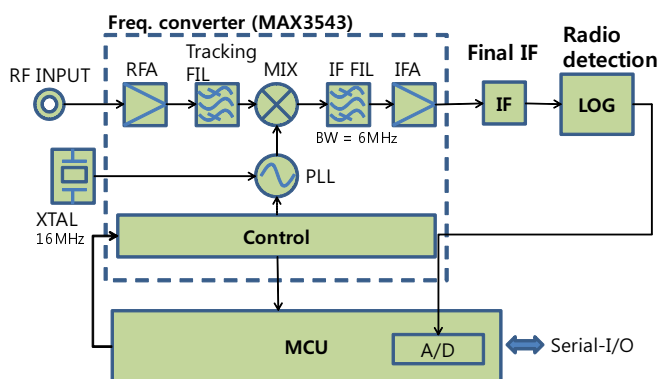 Freq. converter (MAX3543)
Radio
detection
Final IF
Tracking
FIL
RF INPUT
RFA
MIX
IF FIL
IFA
IF
LOG
BW = 6MHz
PLL
XTAL
16MHz
Control
MCU
A/D
Serial-I/O